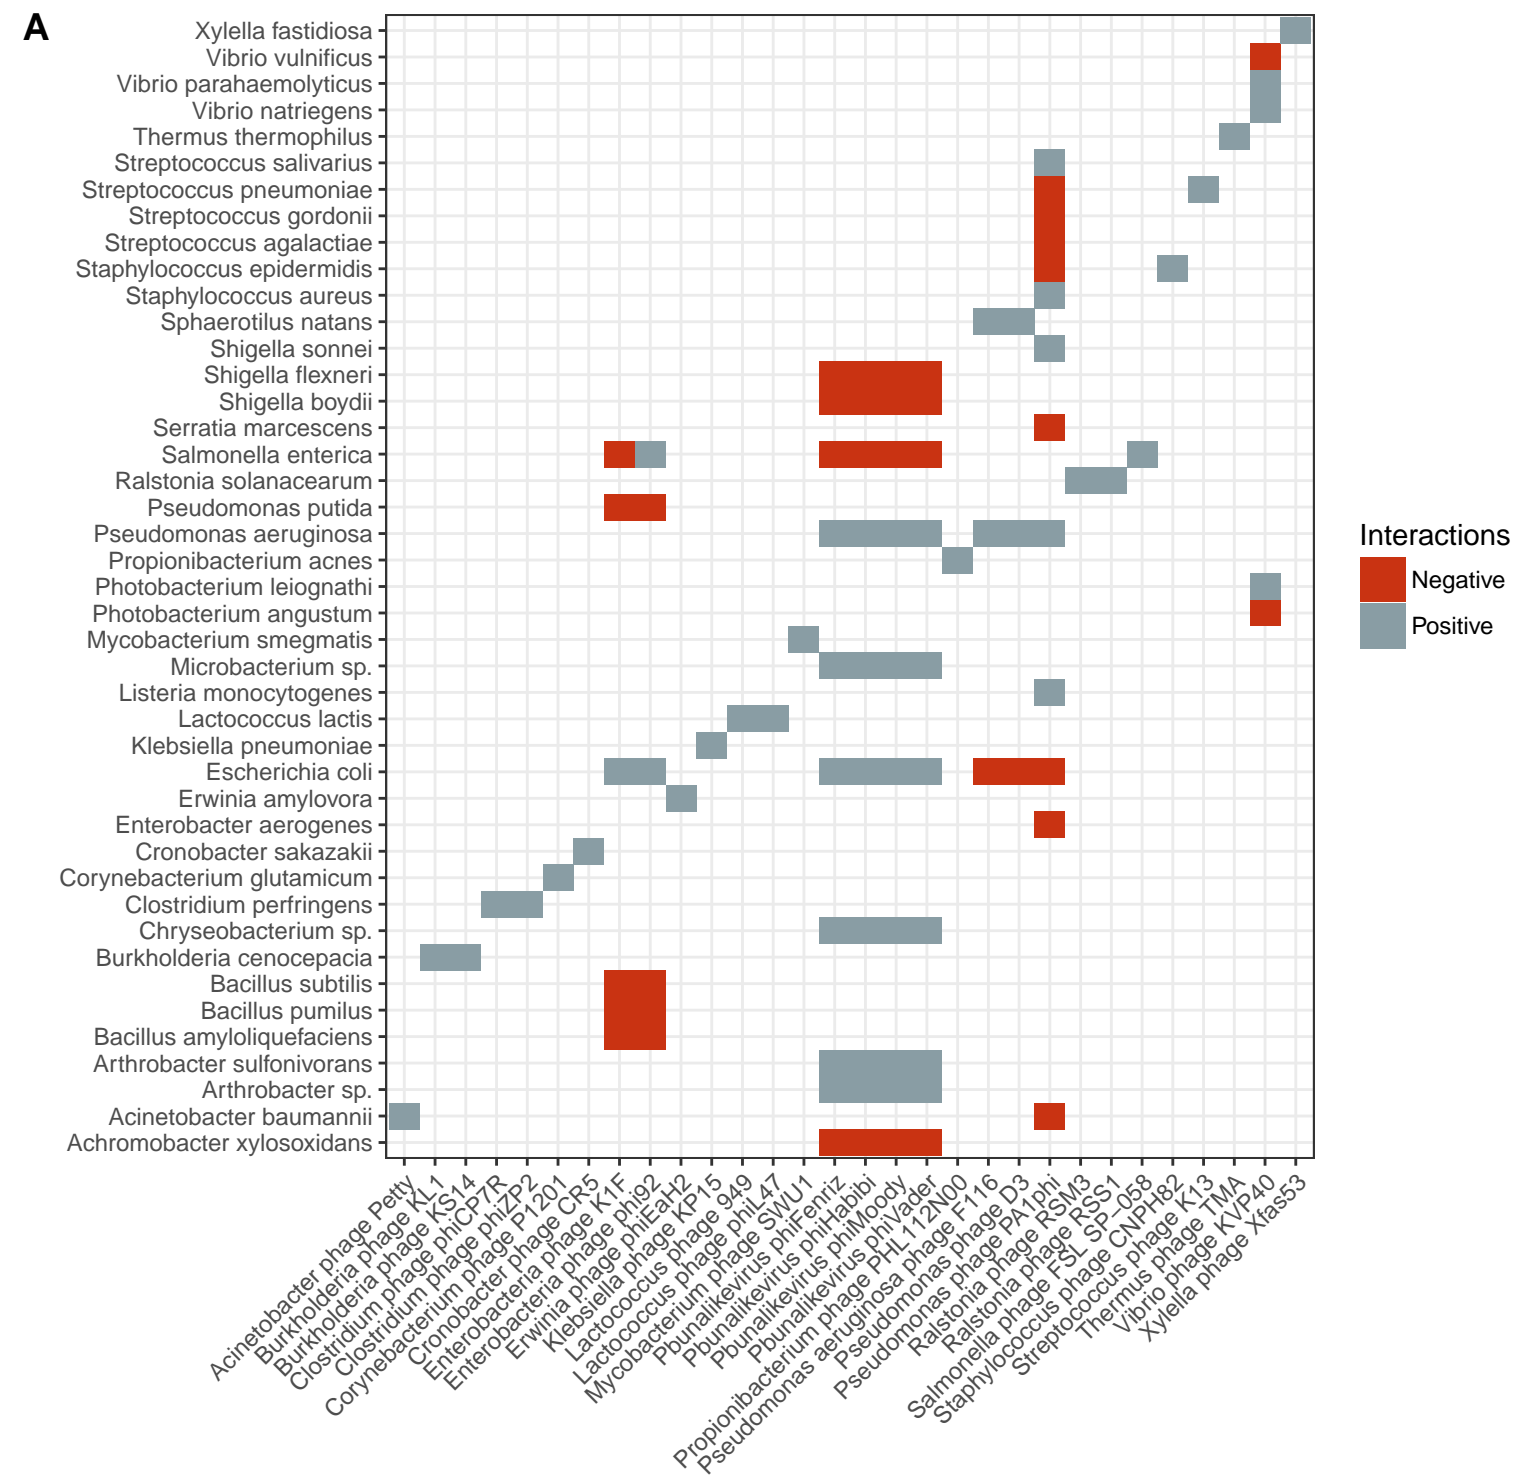 A
Xylella fastidiosa
Vibrio vulnificus
Vibrio parahaemolyticus
Vibrio natriegens
Thermus thermophilus
Streptococcus salivarius
Streptococcus pneumoniae
Streptococcus gordonii
Streptococcus agalactiae
Staphylococcus epidermidis
Staphylococcus aureus
Sphaerotilus natans
Shigella sonnei
Shigella flexneri
Shigella boydii
Serratia marcescens
Salmonella enterica
Ralstonia solanacearum
Pseudomonas putida
Pseudomonas aeruginosa
Propionibacterium acnes
Photobacterium leiognathi
Photobacterium angustum
Mycobacterium smegmatis
Microbacterium sp.
Listeria monocytogenes
Lactococcus lactis
Klebsiella pneumoniae
Escherichia coli
Erwinia amylovora
Enterobacter aerogenes
Cronobacter sakazakii
Corynebacterium glutamicum
Clostridium perfringens
Chryseobacterium sp.
Burkholderia cenocepacia
Bacillus subtilis
Bacillus pumilus
Bacillus amyloliquefaciens
Arthrobacter sulfonivorans
Arthrobacter sp.
Acinetobacter baumannii
Achromobacter xylosoxidans
Acinetobacter phage Petty
Burkholderia phage KL1
Burkholderia phage KS14
Clostridium phage phiCP7R
Clostridium phage phiZP2
Corynebacterium phage P1201
Cronobacter phage CR5
Enterobacteria phage K1F
Enterobacteria phage phi92
Erwinia phage phiEaH2
Klebsiella phage KP15
Lactococcus phage 949
Lactococcus phage phiL47
Mycobacterium phage SWU1
Pbunalikevirus phiFenriz
Pbunalikevirus phiHabibi
Pbunalikevirus phiMoody
Pbunalikevirus phiVader
Propionibacterium phage PHL112N00
Pseudomonas aeruginosa phage F116
Pseudomonas phage D3
Pseudomonas phage PA1phi
Ralstonia phage RSM3
Ralstonia phage RSS1
Salmonella phage FSL SP−058
Staphylococcus phage CNPH82
Streptococcus phage K13
Thermus phage TMA
Vibrio phage KVP40
Xylella phage Xfas53
Interactions
Negative
Positive